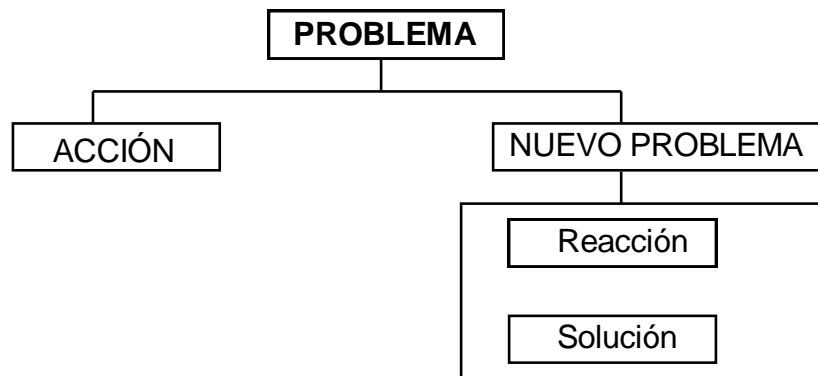 PROBLEMA
ACCIÓN
NUEVO PROBLEMA
Reacción
Solución